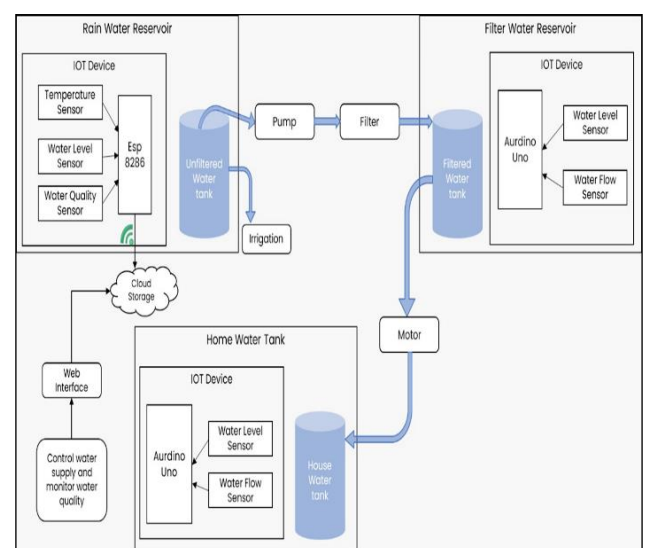 Rain Water Reservoir
IOT Device
Temperature
Sensor
Water Level
Sensor
Water Quality
Sensor
Esp
8286
Unfiltered
Water
tank
Pump
Filter
Irrigation
Filter Water Reservoir
IOT Device
Filtered
Water
tank
Aurdino
Uno
Water Level
Sensor
Water Flow
Sensor
Cloud
Storage
Motor
Web
Interface
Control water
supply and
monitor water
quality
Home Water Tank
IOT Device
Aurdino
Uno
Water Level
Sensor
Water Flow
Sensor
House
Water
tank